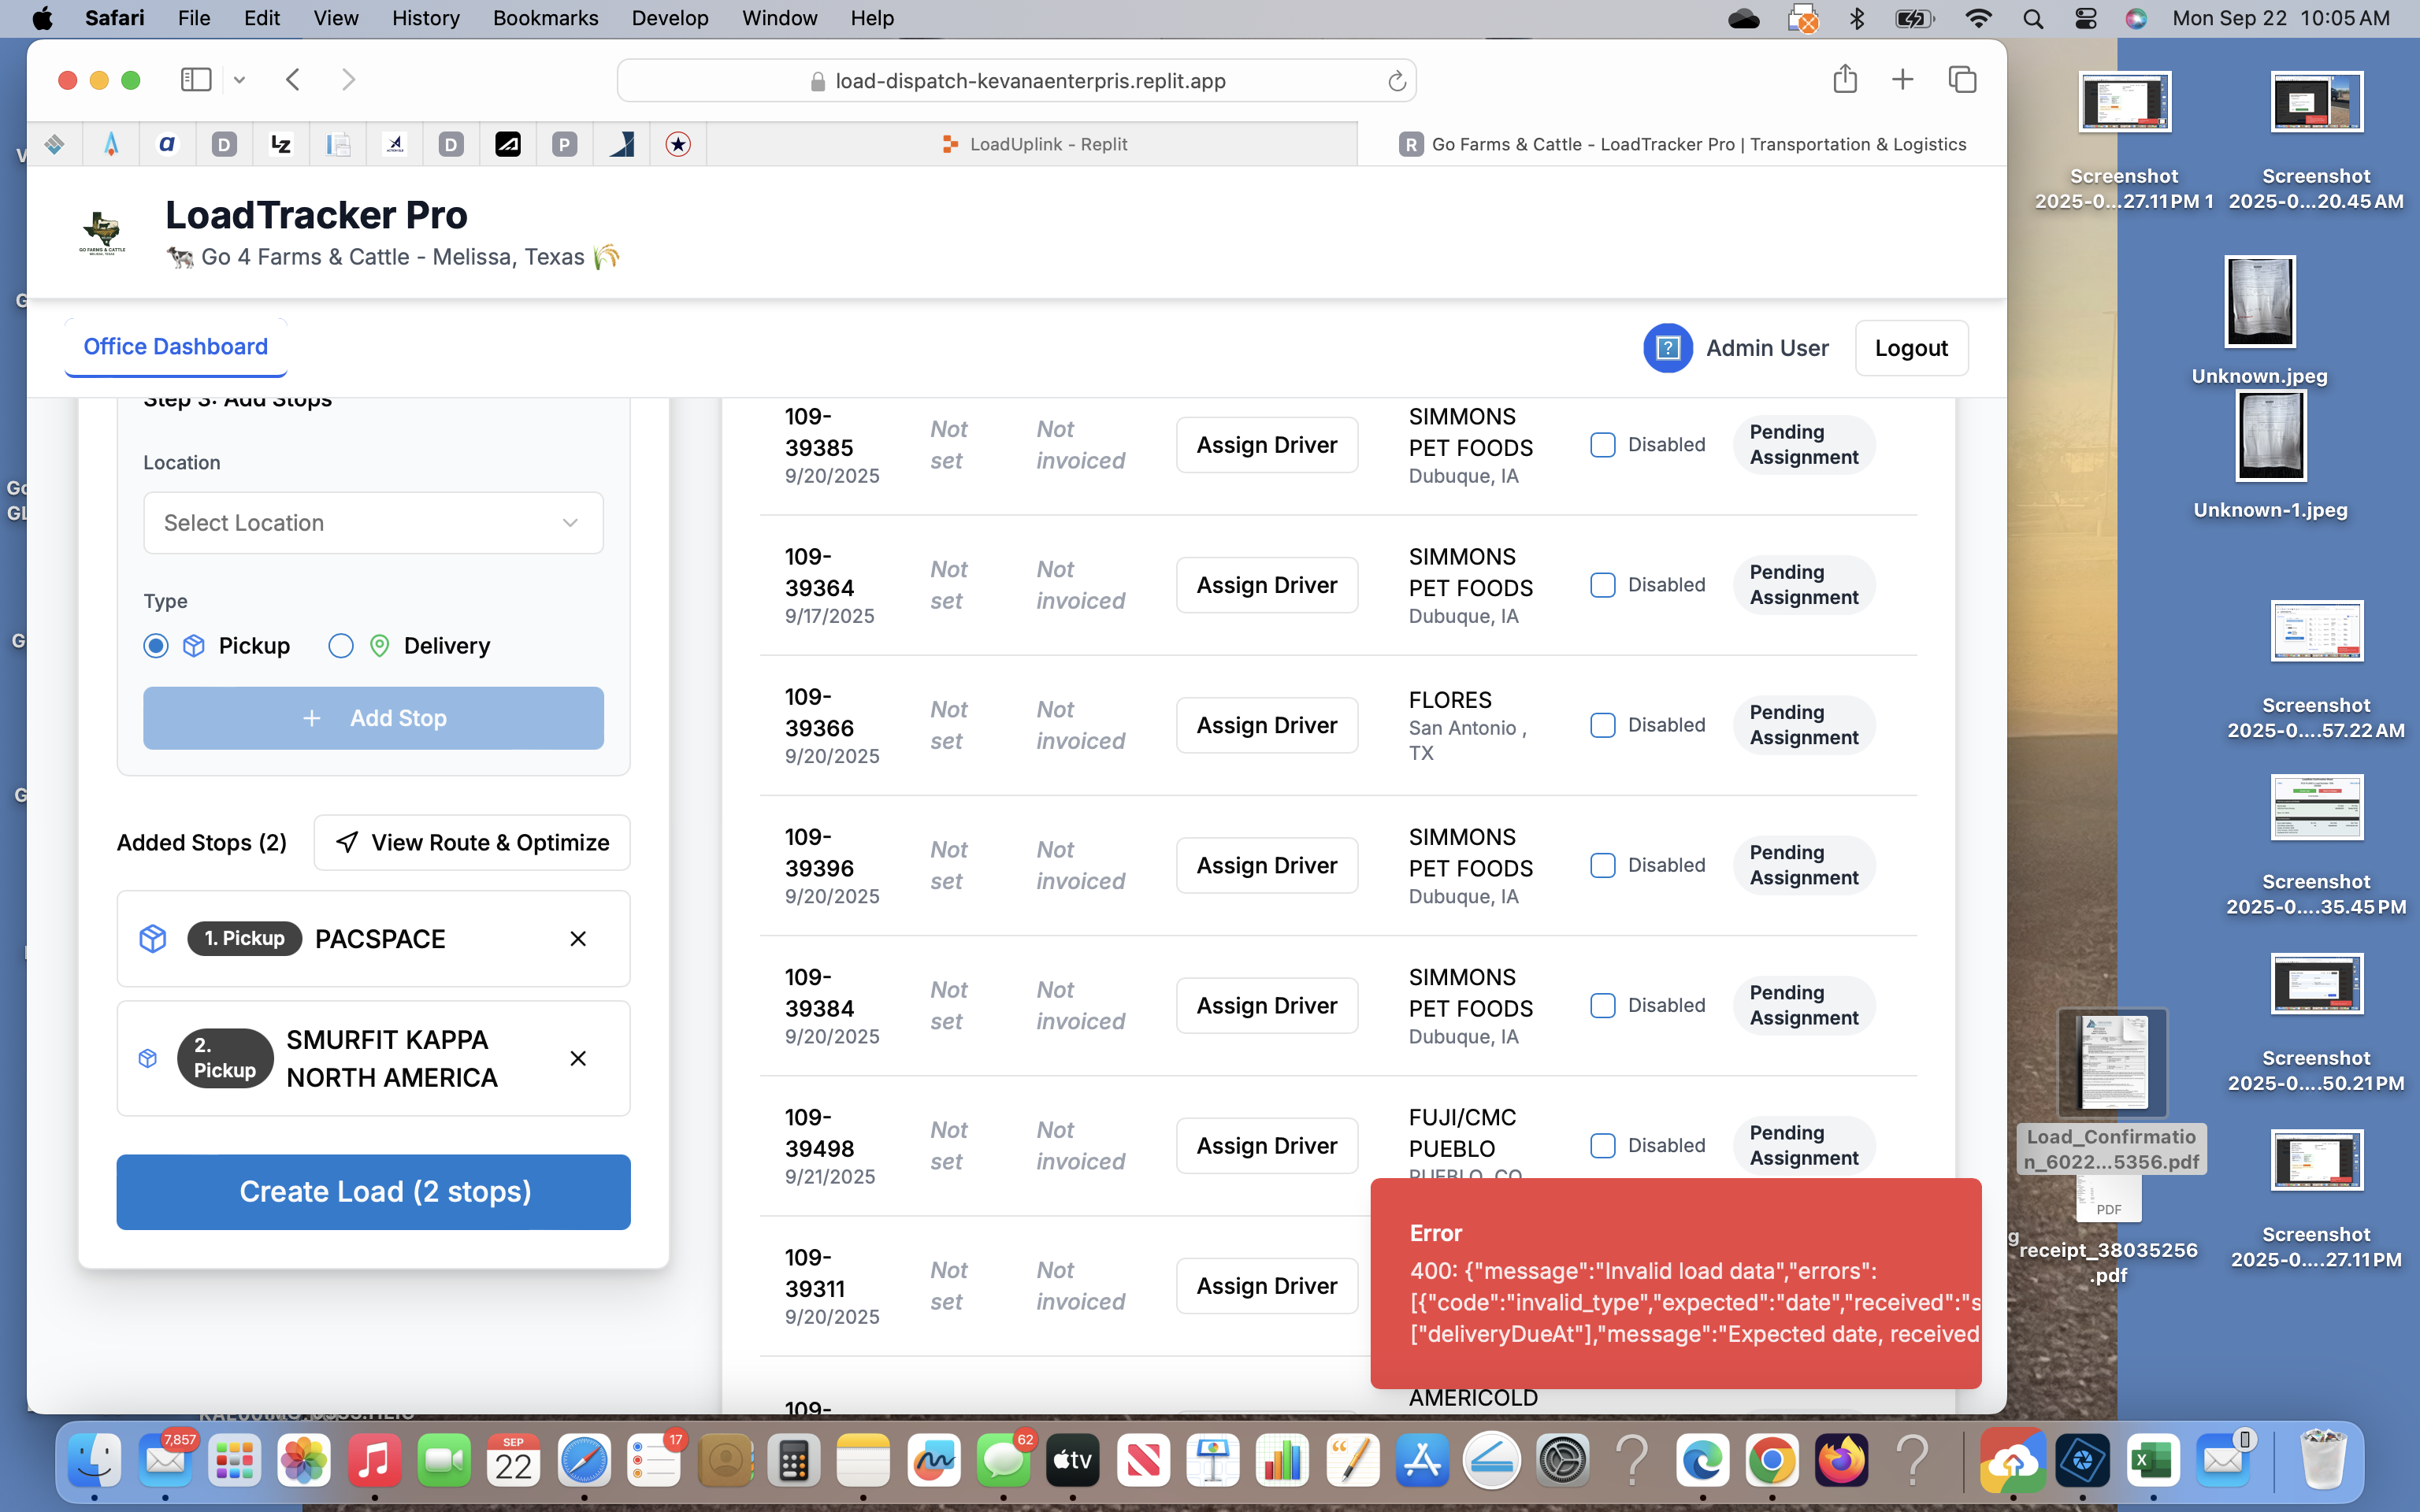 Safari File Edit View History Bookmarks Develop Window Help Mon Sep 22 10:05 AM
load-dispatch-kevanaenterpris.replit.app
LoadUplink - Replit
Go Farms & Cattle - LoadTracker Pro | Transportation & Logistics
LoadTracker Pro
Go 4 Farms & Cattle - Melissa, Texas
Office Dashboard
Admin User
Logout
Step 3: Add Stops
Location
Select Location
Type
Pickup
Delivery
+ Add Stop
Added Stops (2)
View Route & Optimize
1. Pickup
PACSPACE
2.
Pickup
SMURFIT KAPPA
NORTH AMERICA
Create Load (2 stops)
109-
39385
9/20/2025
Not
set
Not
invoiced
Assign Driver
SIMMONS
PET FOODS
Dubuque, IA
Disabled
Pending
Assignment
109-
39364
9/17/2025
Not
set
Not
invoiced
Assign Driver
SIMMONS
PET FOODS
Dubuque, IA
Disabled
Pending
Assignment
109-
39366
9/20/2025
Not
set
Not
invoiced
Assign Driver
FLORES
San Antonio ,
TX
Disabled
Pending
Assignment
109-
39396
9/20/2025
Not
set
Not
invoiced
Assign Driver
SIMMONS
PET FOODS
Dubuque, IA
Disabled
Pending
Assignment
109-
39384
9/20/2025
Not
set
Not
invoiced
Assign Driver
SIMMONS
PET FOODS
Dubuque, IA
Disabled
Pending
Assignment
109-
39498
9/21/2025
Not
set
Not
invoiced
Assign Driver
FUJI/CMC
PUEBLO
PUEBLO, CO
Disabled
Pending
Assignment
109-
39311
9/20/2025
Not
set
Not
invoiced
Assign Driver
109-
AMERICOLD
Error
400: {"message":"Invalid load data","errors":
[{"code":"invalid_type","expected":"date","received":"s
["deliveryDueAt"],"message":"Expected date, received
Screenshot
2025-0...27.11 PM 1
Screenshot
2025-0...20.45 AM
Unknown.jpeg
Unknown-1.jpeg
Screenshot
2025-0....57.22 AM
Screenshot
2025-0....35.45 PM
Screenshot
2025-0....50.21 PM
Load_Confirmatio
n_6022...5356.pdf
PDF
receipt_38035256
.pdf
Screenshot
2025-0....27.11 PM
7,857
SEP
22
17
62
tv